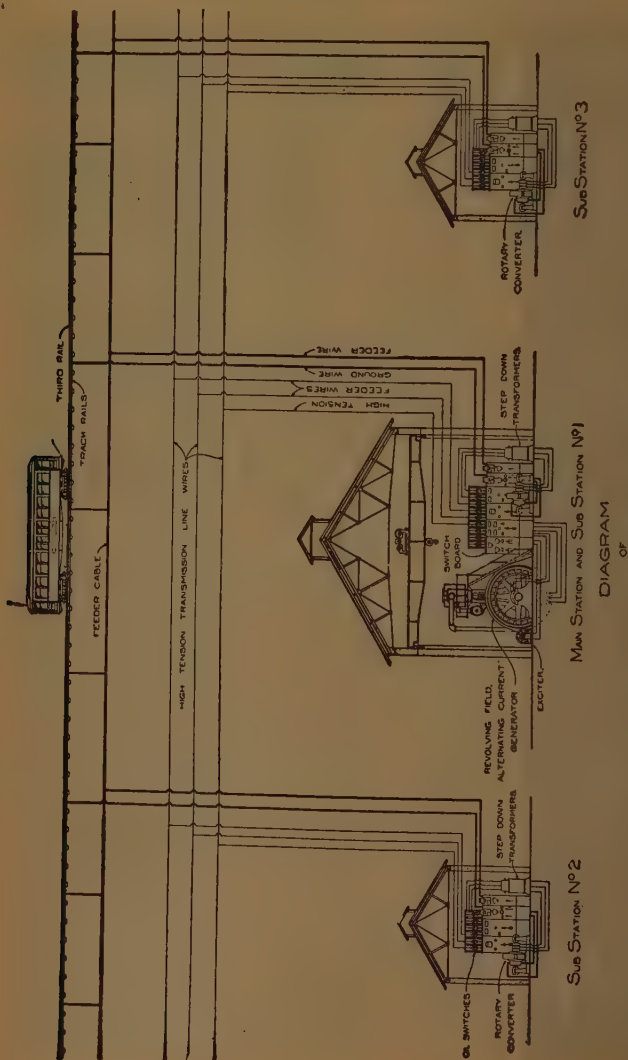 THIRD RAIL
TRACK RAILS
FEEDER CABLE
HIGH TENSION TRANSMISSION LINE WIRES
FEEDER WIRE
GROUND WIRE
FEEDER WIRES
HIGH TENSION
OIL SWITCHES
ROTARY
CONVERTER
STEP DOWN
TRANSFORMERS
SUB STATION Nº2
REVOLVING FIELD,
ALTERNATING CURRENT
GENERATOR
EXCITER
SWITCH
BOARD
STEP DOWN
TRANSFORMERS
MAIN STATION AND SUB STATION Nº1
ROTARY
CONVERTER
SUB STATION Nº3
DIAGRAM
OF